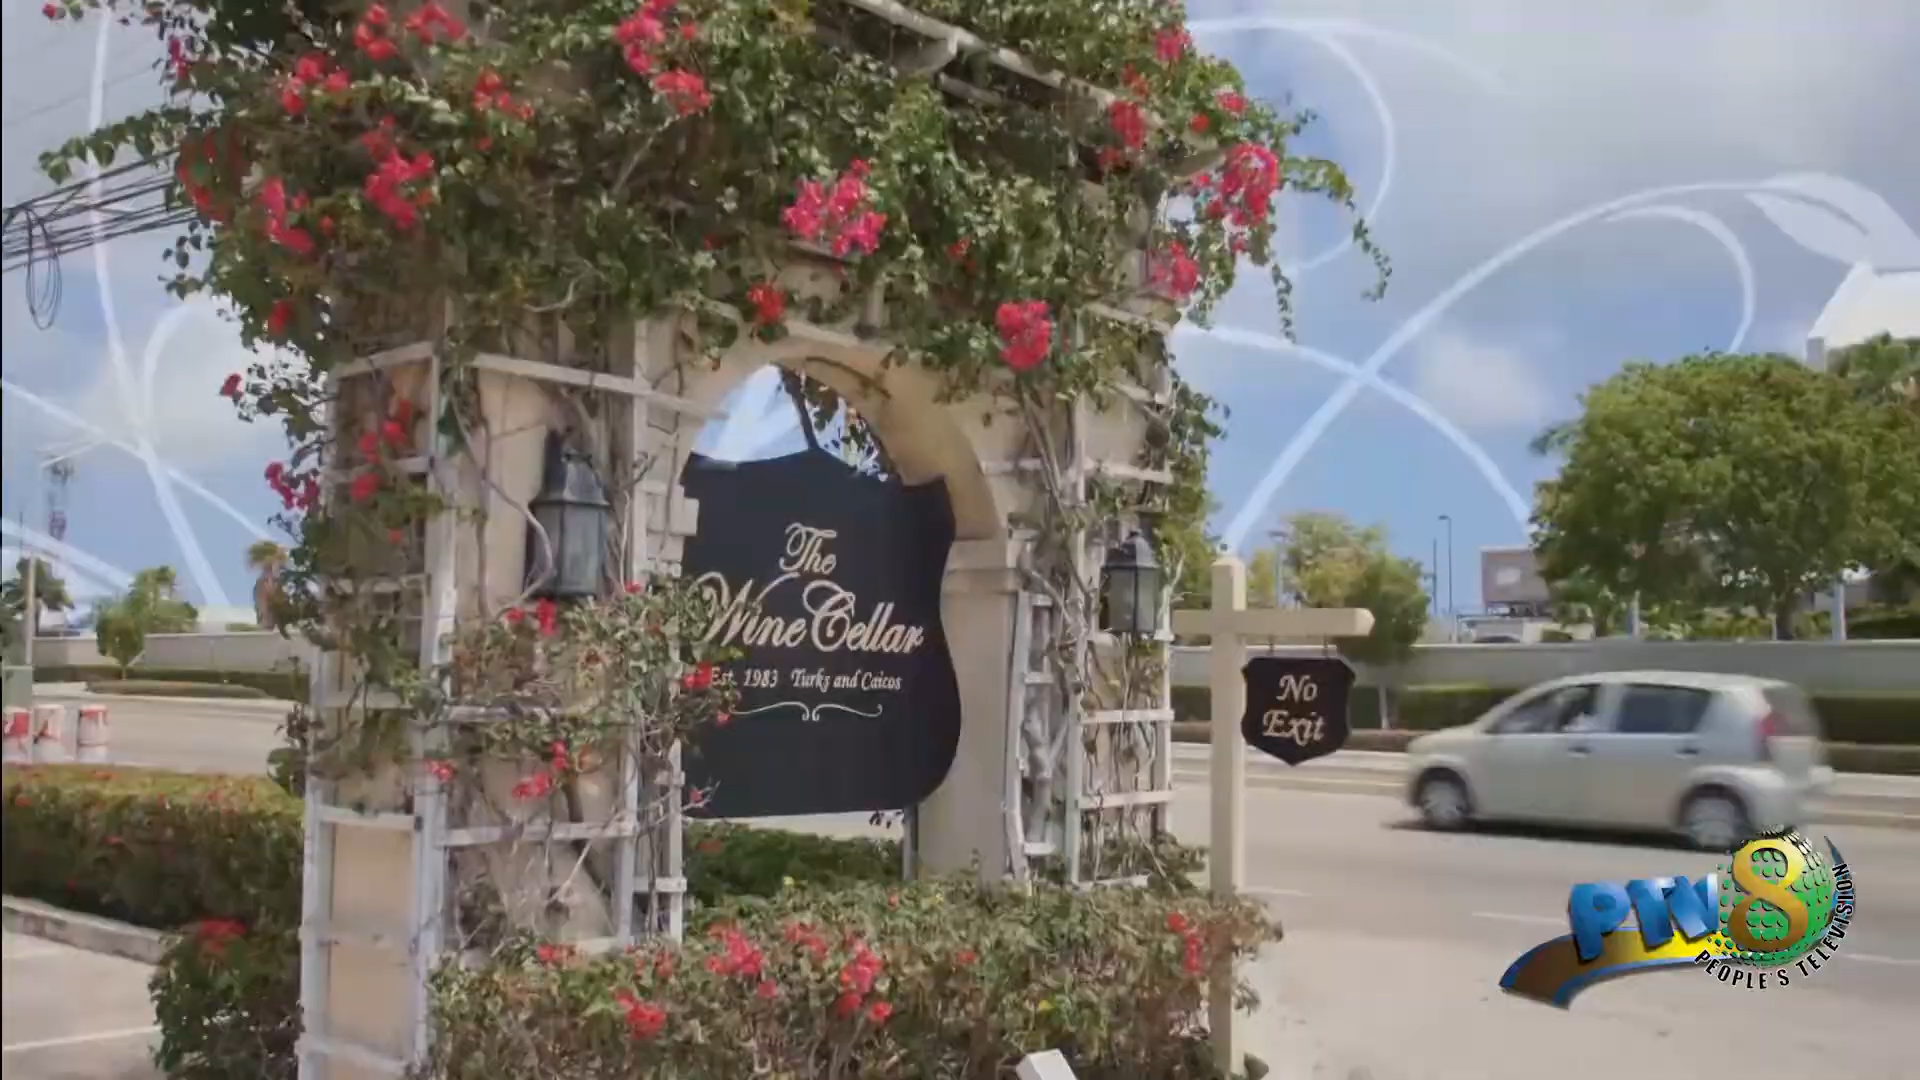 The
Wine Cellar
Est. 1983 Turks and Caicos
No
Exit
PTV8
PEOPLE'S TELEVISION